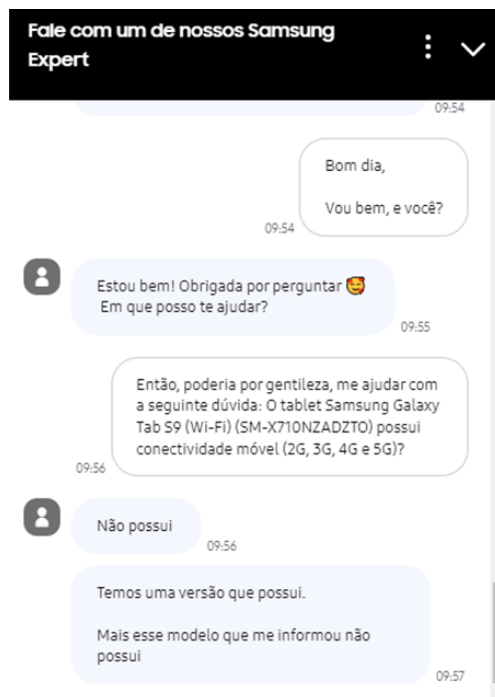 Fale com um de nossos Samsung
Expert
09:54
Bom dia,
Vou bem, e você?
09:54
Estou bem! Obrigada por perguntar 🥰
Em que posso te ajudar?
09:55
Então, poderia por gentileza, me ajudar com
a seguinte dúvida: O tablet Samsung Galaxy
Tab S9 (Wi-Fi) (SM-X710NZADZTO) possui
conectividade móvel (2G, 3G, 4G e 5G)?
09:56
Não possui
09:56
Temos uma versão que possui.
Mais esse modelo que me informou não
possui
09:57